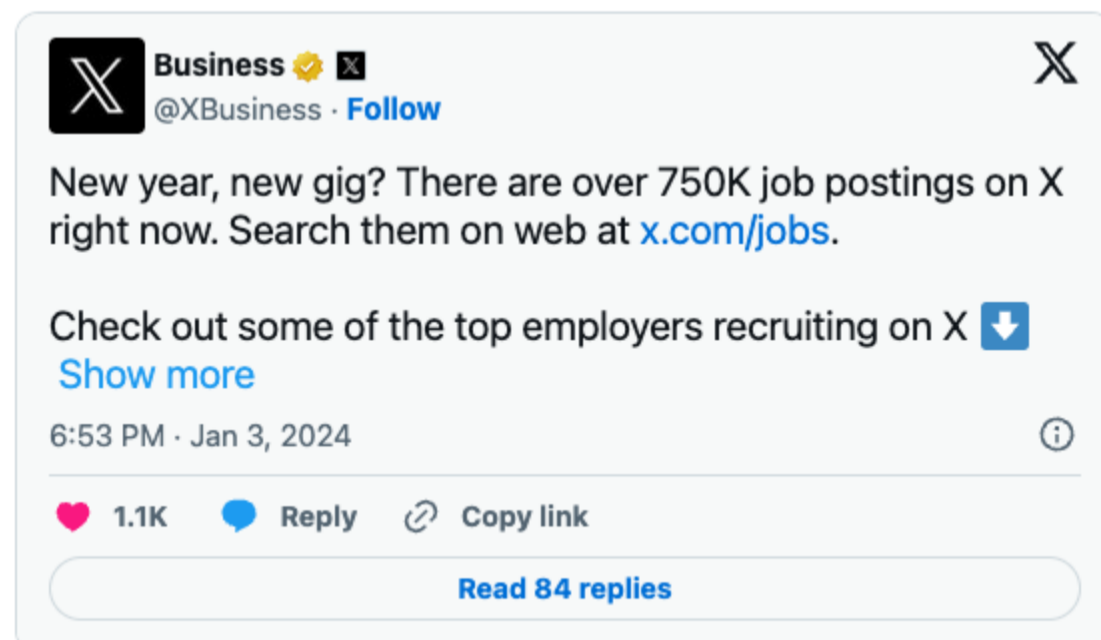 Business
@XBusiness · Follow
New year, new gig? There are over 750K job postings on X
right now. Search them on web at x.com/jobs.
Check out some of the top employers recruiting on X ⬇️
Show more
6:53 PM · Jan 3, 2024
1.1K Reply Copy link
Read 84 replies